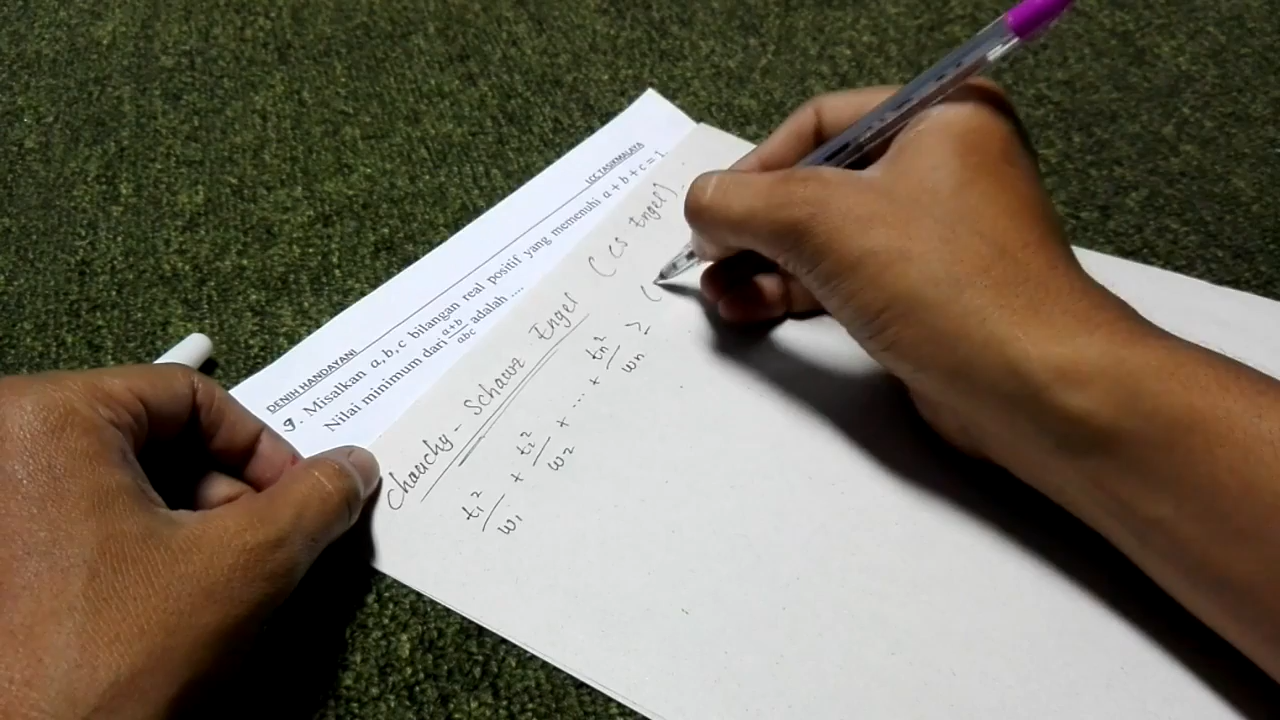 DENIH HANDAYANI LCC TASIKMALAYA
9. Misalkan a, b, c bilangan real positif yang memenuhi a + b + c = 1.
Nilai minimum dari a+b/abc adalah ....
Chauchy - Schawz Engel (CS Engel).
t₁²/w₁ + t₂²/w₂ + .... + tₙ²/wₙ ≥ (